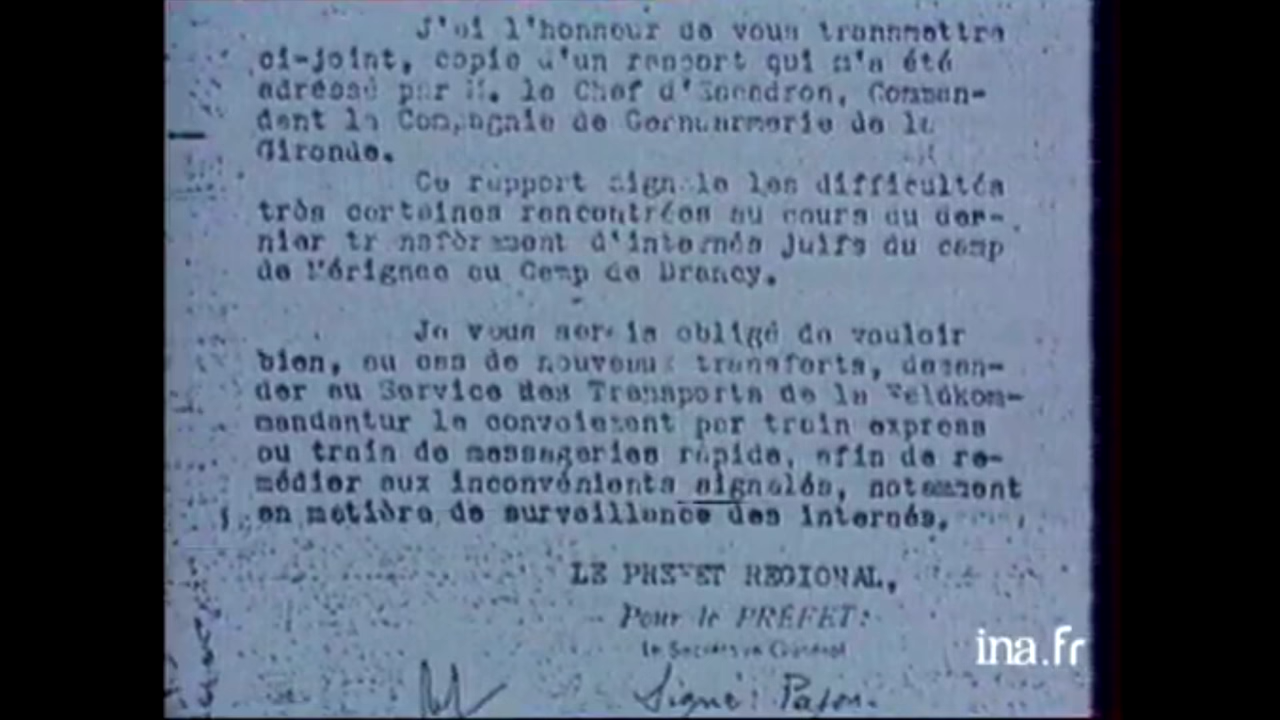 J'ai l'honneur de vous transmettre
ci-joint, copie d'un rapport qui m'a été
adressé par M. le Chef d'Escadron, Comman-
dant la Compagnie de Gendarmerie de la
Gironde.
Ce rapport signale les difficultés
très certaines rencontrées au cours du der-
nier transfèrement d'internés juifs du camp
de Mérignac au Camp de Drancy.
Je vous serais obligé de vouloir
bien, au cas de nouveaux transferts, deman-
der au Service des Transports de la Feldkom-
mandantur le convoiement par train express
ou train de messageries rapide, afin de re-
médier aux inconvénients signalés, notamment
en matière de surveillance des internés.
LE PREFET REGIONAL,
Pour le PRÉFET:
le Secrétaire Général
Signé:
ina.fr